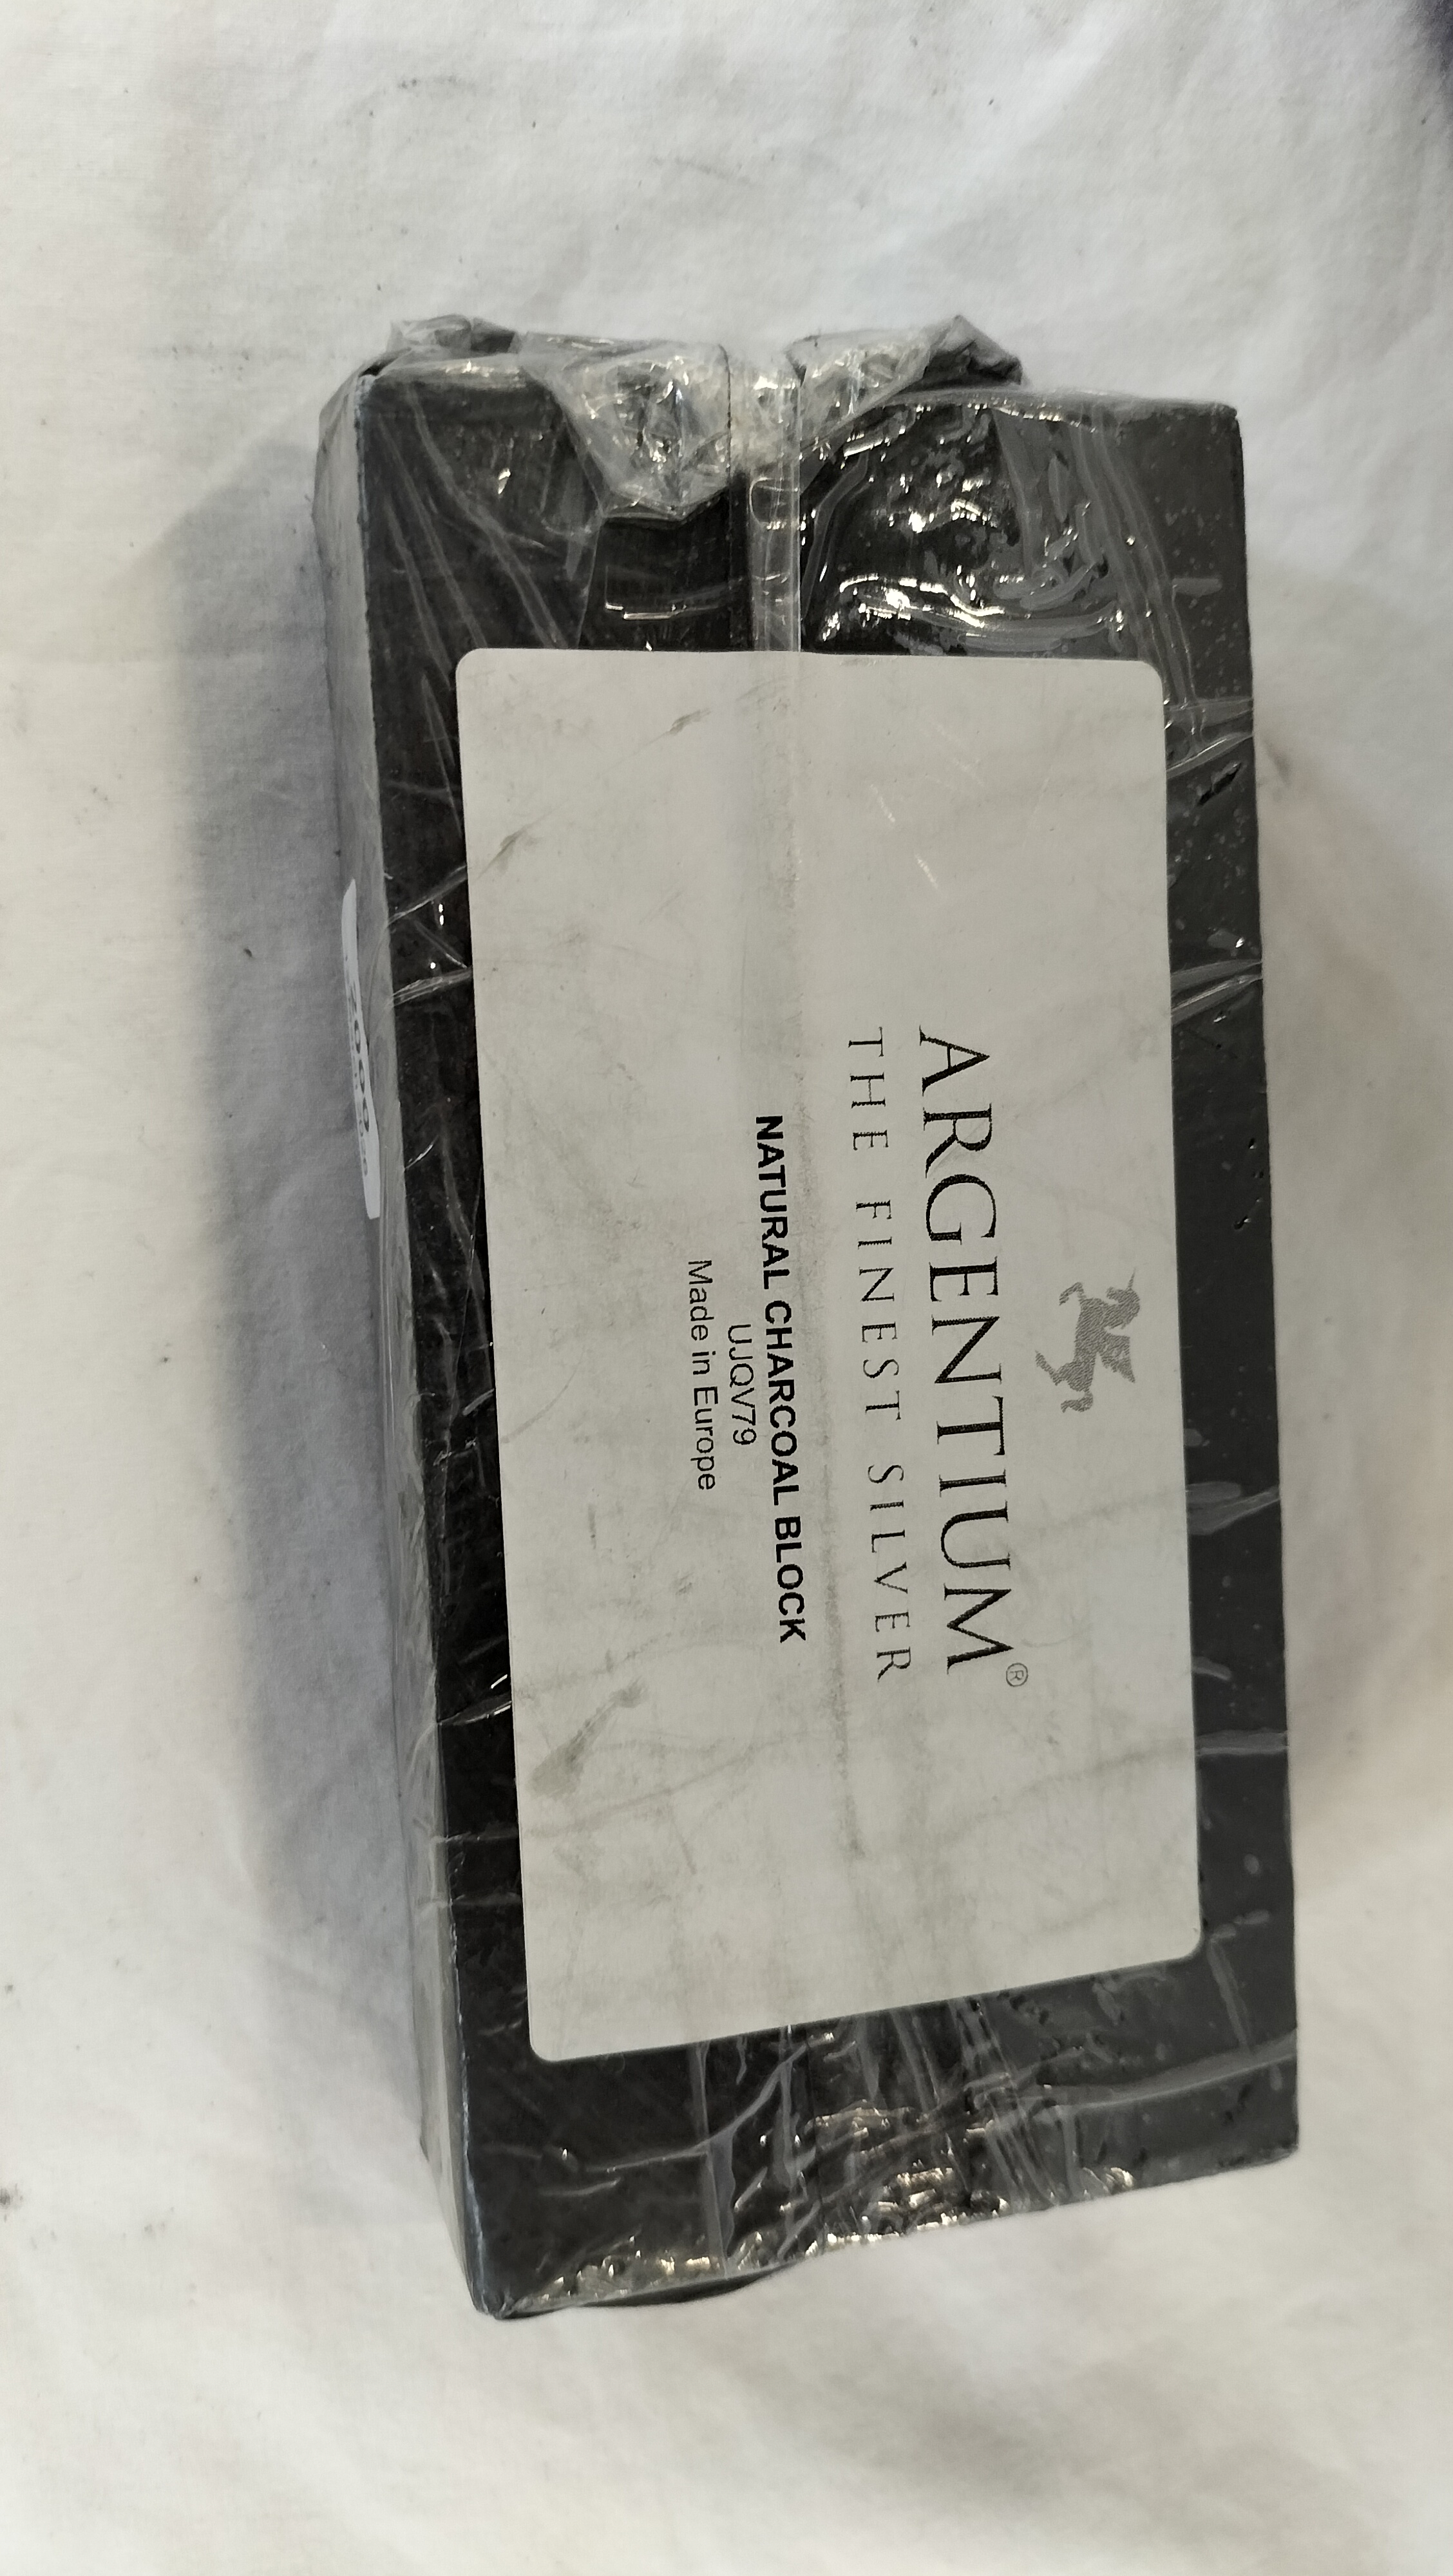 ARGENTIUM®
THE FINEST SILVER
NATURAL CHARCOAL BLOCK
UJQV79
Made in Europe